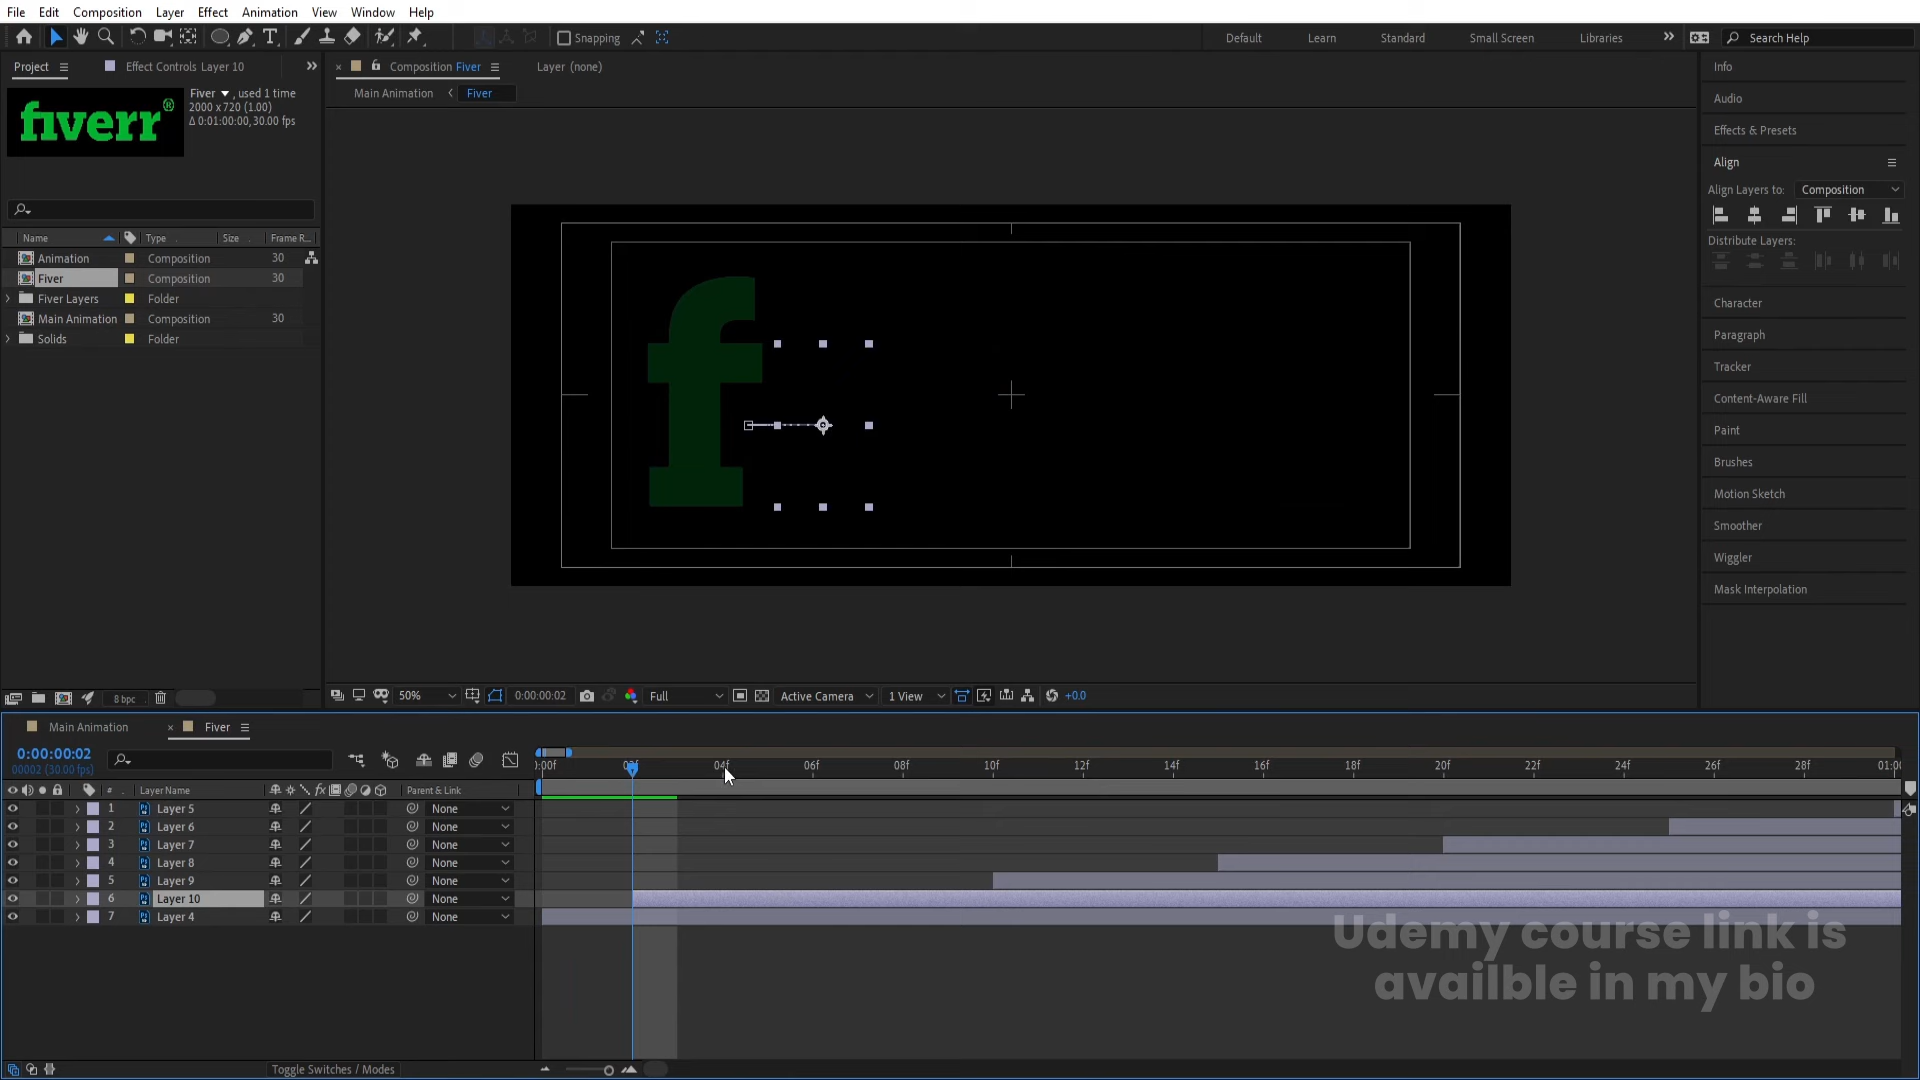 File Edit Composition Layer Effect Animation View Window Help
Snapping
Default Learn Standard Small Screen Libraries » Search Help
Project Effect Controls Layer 10 »
Composition Fiver Layer (none)
Main Animation Fiver
fiverr®
Fiver , used 1 time
2000 x 720 (1.00)
Δ 0:01:00:00, 30.00 fps
Name Type Size Frame R...
Animation Composition 30
Fiver Composition 30
Fiver Layers Folder
Main Animation Composition 30
Solids Folder
f
Info
Audio
Effects & Presets
Align
Align Layers to: Composition
Distribute Layers:
Character
Paragraph
Tracker
Content-Aware Fill
Paint
Brushes
Motion Sketch
Smoother
Wiggler
Mask Interpolation
8 bpc
50% 0:00:00:02 Full Active Camera 1 View +0.0
Main Animation Fiver
0:00:00:02
00002 (30.00 fps)
# Layer Name fx Parent & Link
04f 06f 08f 10f 12f 14f 16f 18f 20f 22f 24f 26f 28f
1 Layer 5 None
2 Layer 6 None
3 Layer 7 None
4 Layer 8 None
5 Layer 9 None
6 Layer 10 None
7 Layer 4 None
Udemy course link is
availble in my bio
Toggle Switches / Modes